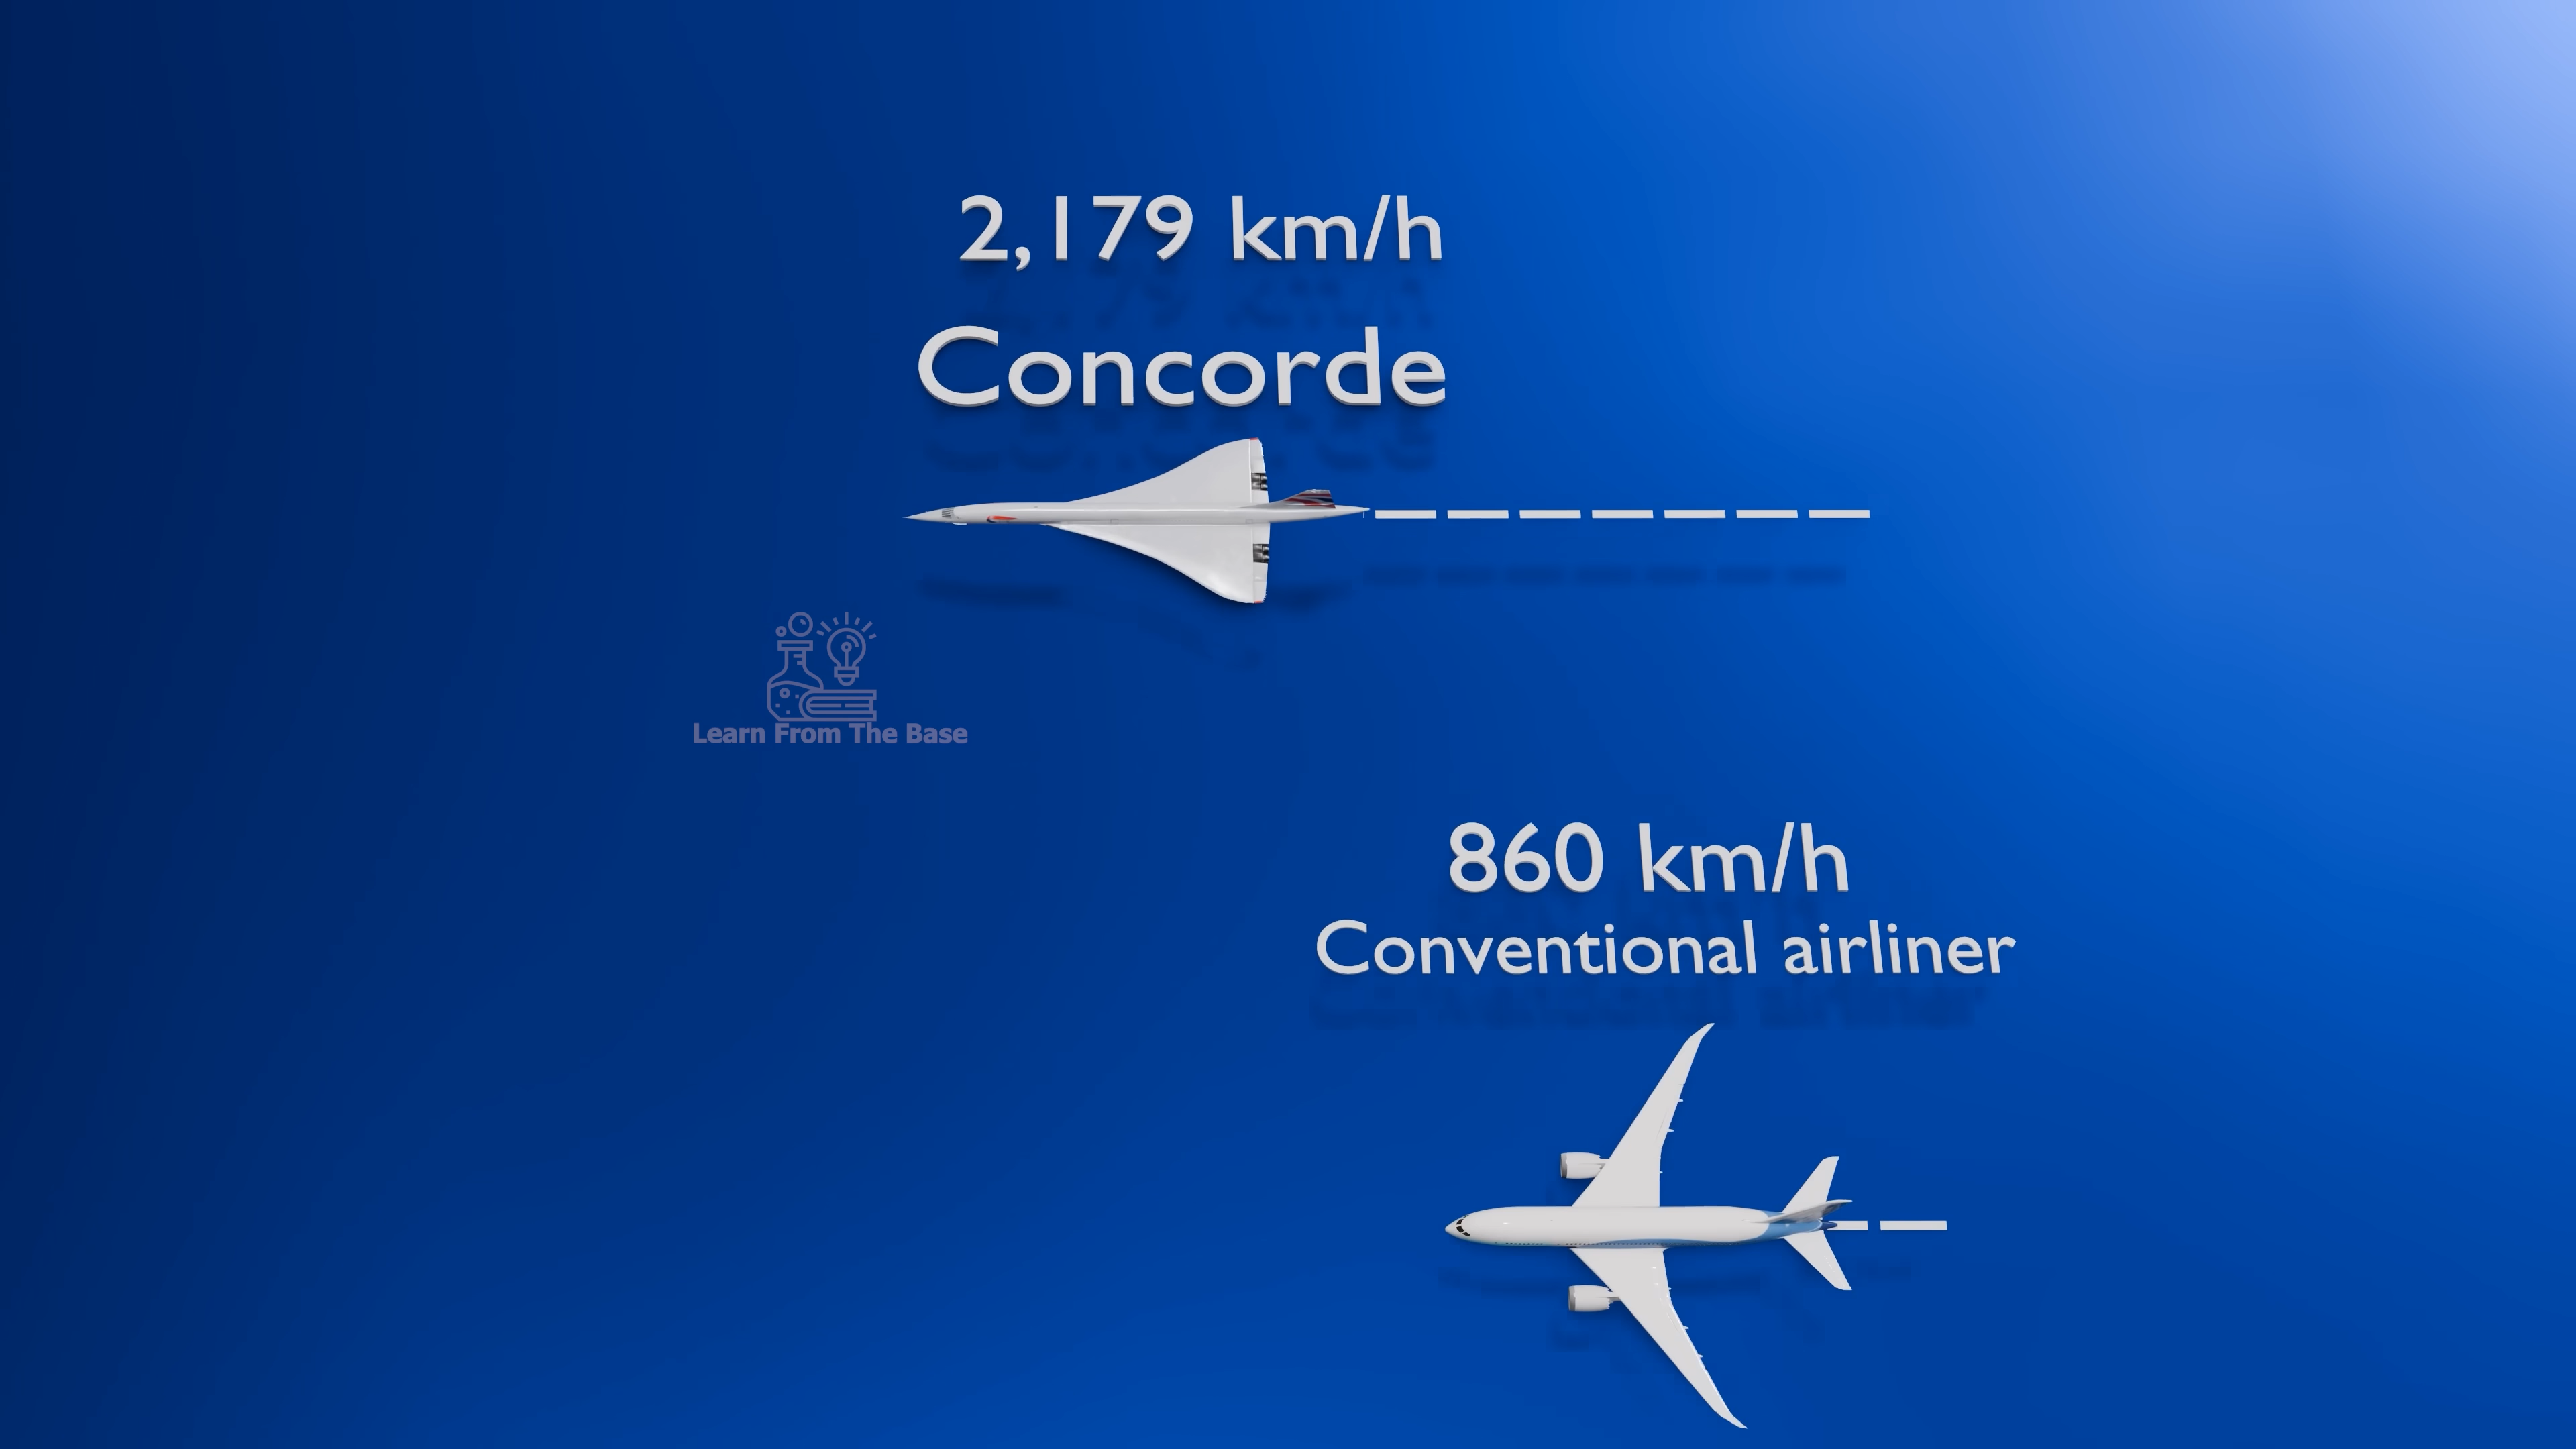 2,179 km/h
Concorde
Learn From The Base
860 km/h
Conventional airliner